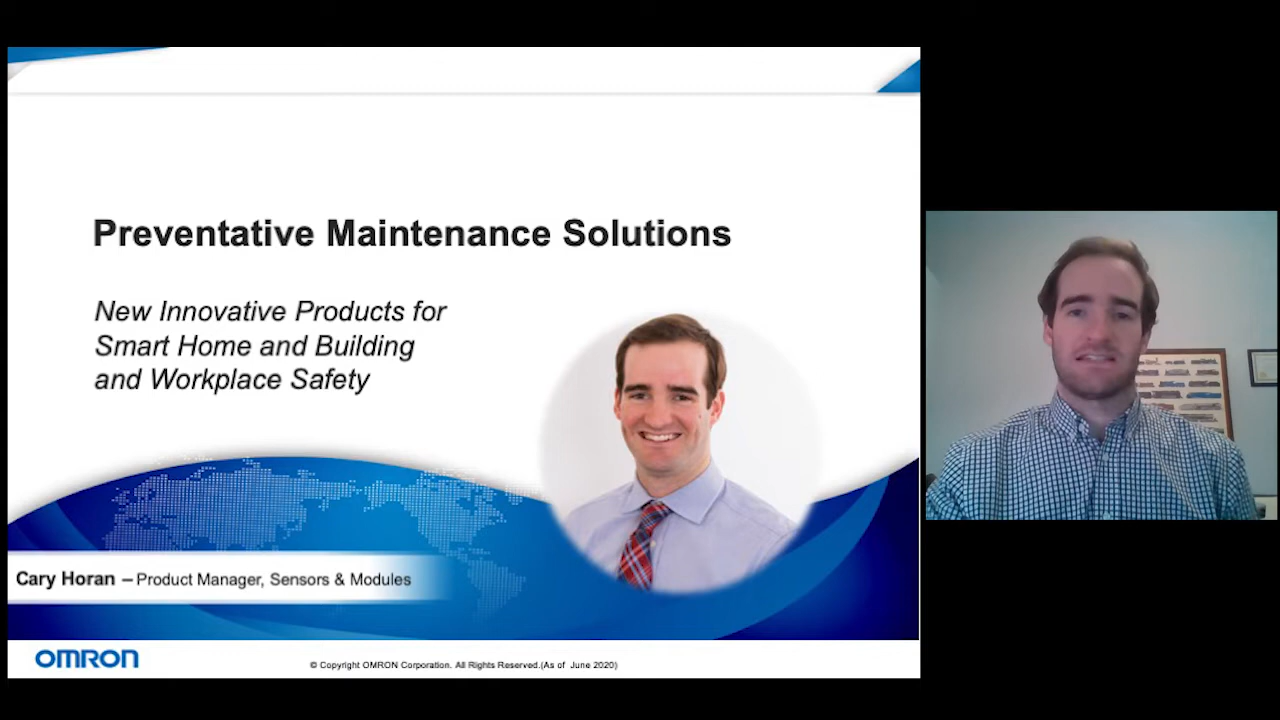 Preventative Maintenance Solutions
New Innovative Products for
Smart Home and Building
and Workplace Safety
Cary Horan – Product Manager, Sensors & Modules
OMRON
© Copyright OMRON Corporation. All Rights Reserved.(As of June 2020)